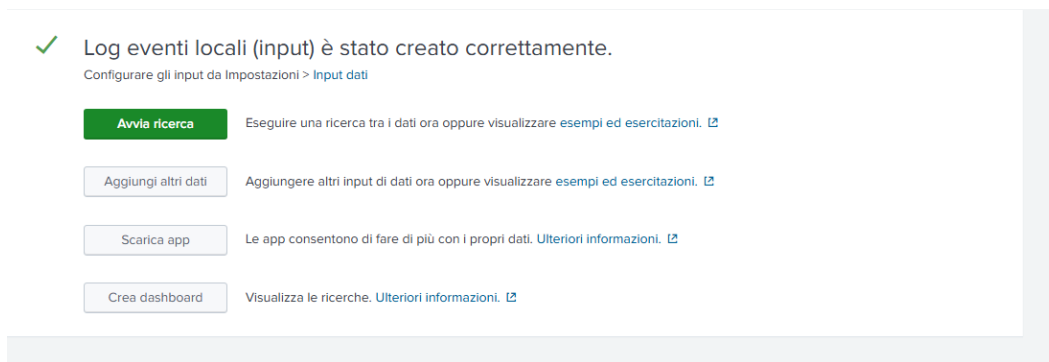 Log eventi locali (input) è stato creato correttamente.
Configurare gli input da Impostazioni > Input dati
Avvia ricerca Eseguire una ricerca tra i dati ora oppure visualizzare esempi ed esercitazioni.
Aggiungi altri dati Aggiungere altri input di dati ora oppure visualizzare esempi ed esercitazioni.
Scarica app Le app consentono di fare di più con i propri dati. Ulteriori informazioni.
Crea dashboard Visualizza le ricerche. Ulteriori informazioni.